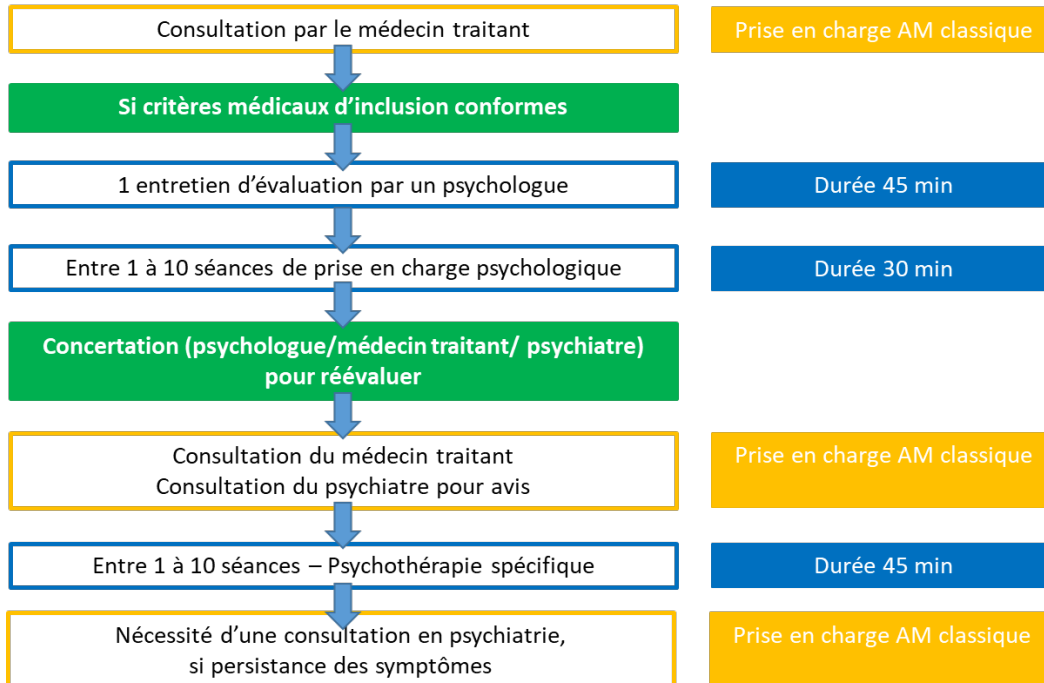 Consultation par le médecin traitant
Prise en charge AM classique
Si critères médicaux d'inclusion conformes
1 entretien d'évaluation par un psychologue
Durée 45 min
Entre 1 à 10 séances de prise en charge psychologique
Durée 30 min
Concertation (psychologue/médecin traitant/ psychiatre)
pour réévaluer
Consultation du médecin traitant
Consultation du psychiatre pour avis
Prise en charge AM classique
Entre 1 à 10 séances – Psychothérapie spécifique
Durée 45 min
Nécessité d'une consultation en psychiatrie,
si persistance des symptômes
Prise en charge AM classique